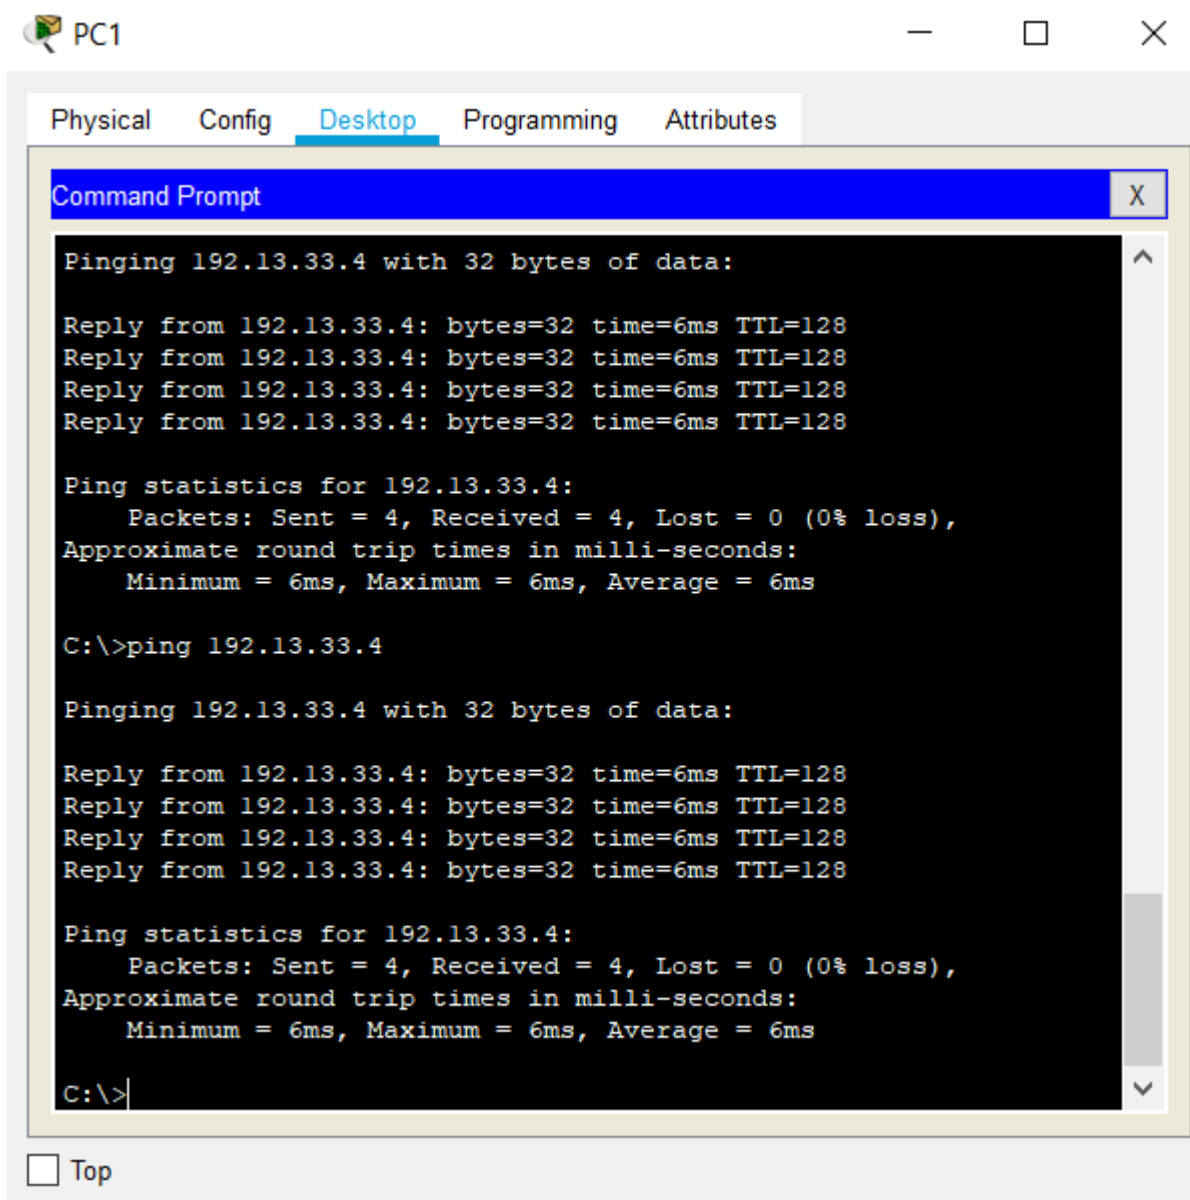 PC1
Physical Config Desktop Programming Attributes
Command Prompt X
Pinging 192.13.33.4 with 32 bytes of data:
Reply from 192.13.33.4: bytes=32 time=6ms TTL=128
Reply from 192.13.33.4: bytes=32 time=6ms TTL=128
Reply from 192.13.33.4: bytes=32 time=6ms TTL=128
Reply from 192.13.33.4: bytes=32 time=6ms TTL=128
Ping statistics for 192.13.33.4:
Packets: Sent = 4, Received = 4, Lost = 0 (0% loss),
Approximate round trip times in milli-seconds:
Minimum = 6ms, Maximum = 6ms, Average = 6ms
C:\>ping 192.13.33.4
Pinging 192.13.33.4 with 32 bytes of data:
Reply from 192.13.33.4: bytes=32 time=6ms TTL=128
Reply from 192.13.33.4: bytes=32 time=6ms TTL=128
Reply from 192.13.33.4: bytes=32 time=6ms TTL=128
Reply from 192.13.33.4: bytes=32 time=6ms TTL=128
Ping statistics for 192.13.33.4:
Packets: Sent = 4, Received = 4, Lost = 0 (0% loss),
Approximate round trip times in milli-seconds:
Minimum = 6ms, Maximum = 6ms, Average = 6ms
C:\>
Top